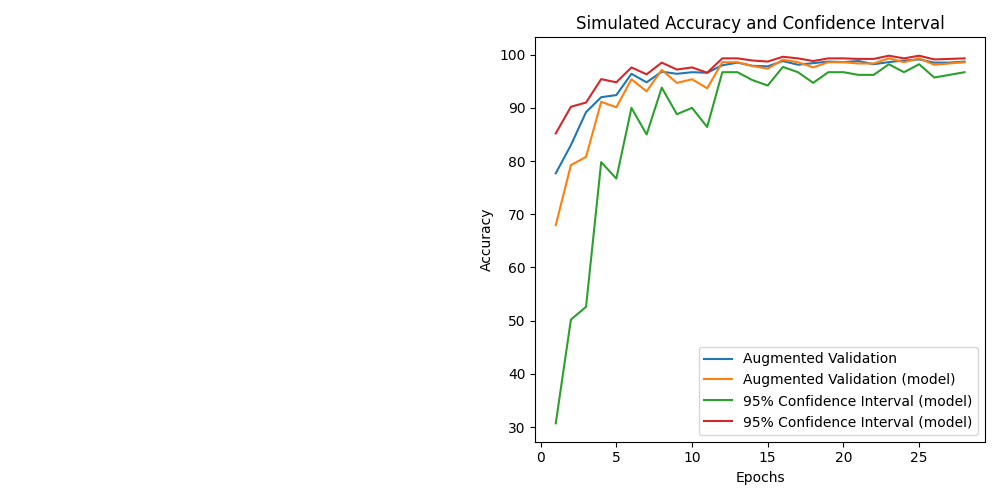 Simulated Accuracy and Confidence Interval
100
90
80
70
60
50
40
30
Accuracy
Augmented Validation
Augmented Validation (model)
95% Confidence Interval (model)
95% Confidence Interval (model)
0 5 10 15 20 25
Epochs